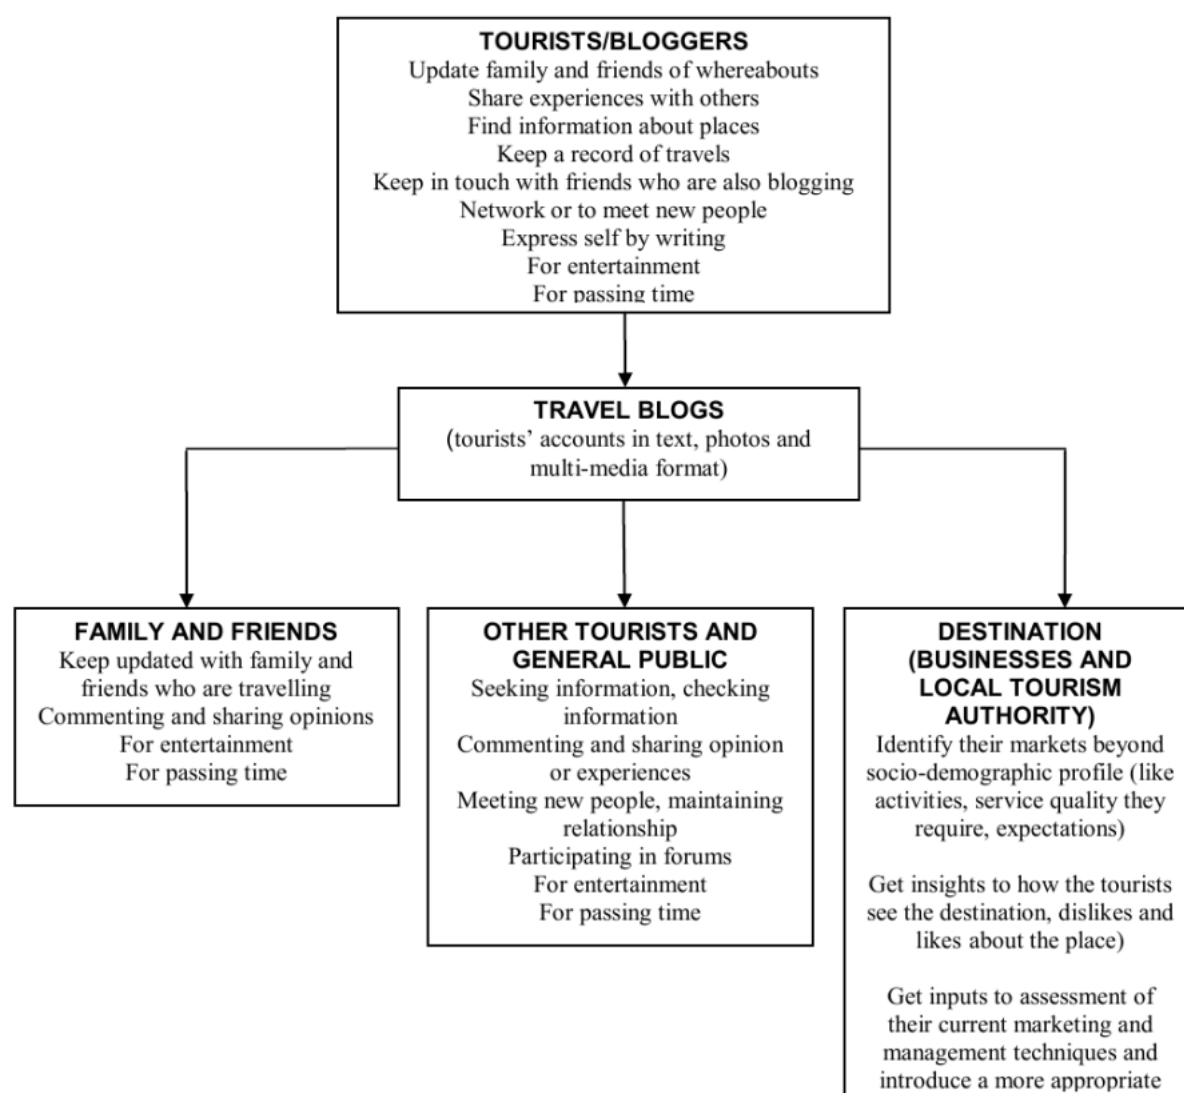 TOURISTS/BLOGGERS
Update family and friends of whereabouts
Share experiences with others
Find information about places
Keep a record of travels
Keep in touch with friends who are also blogging
Network or to meet new people
Express self by writing
For entertainment
For passing time
TRAVEL BLOGS
(tourists’ accounts in text, photos and
multi-media format)
FAMILY AND FRIENDS
Keep updated with family and
friends who are travelling
Commenting and sharing opinions
For entertainment
For passing time
OTHER TOURISTS AND
GENERAL PUBLIC
Seeking information, checking
information
Commenting and sharing opinion
or experiences
Meeting new people, maintaining
relationship
Participating in forums
For entertainment
For passing time
DESTINATION
(BUSINESSES AND
LOCAL TOURISM
AUTHORITY)
Identify their markets beyond
socio-demographic profile (like
activities, service quality they
require, expectations)
Get insights to how the tourists
see the destination, dislikes and
likes about the place)
Get inputs to assessment of
their current marketing and
management techniques and
introduce a more appropriate